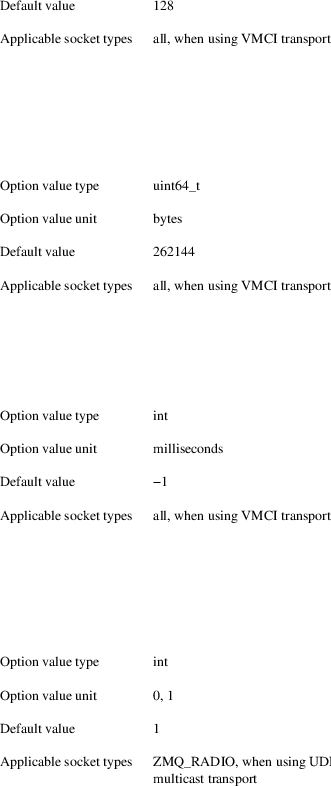 Default value 128
Applicable socket types all, when using VMCI transport
Option value type uint64_t
Option value unit bytes
Default value 262144
Applicable socket types all, when using VMCI transport
Option value type int
Option value unit milliseconds
Default value −1
Applicable socket types all, when using VMCI transport
Option value type int
Option value unit 0, 1
Default value 1
Applicable socket types ZMQ_RADIO, when using UDP
multicast transport